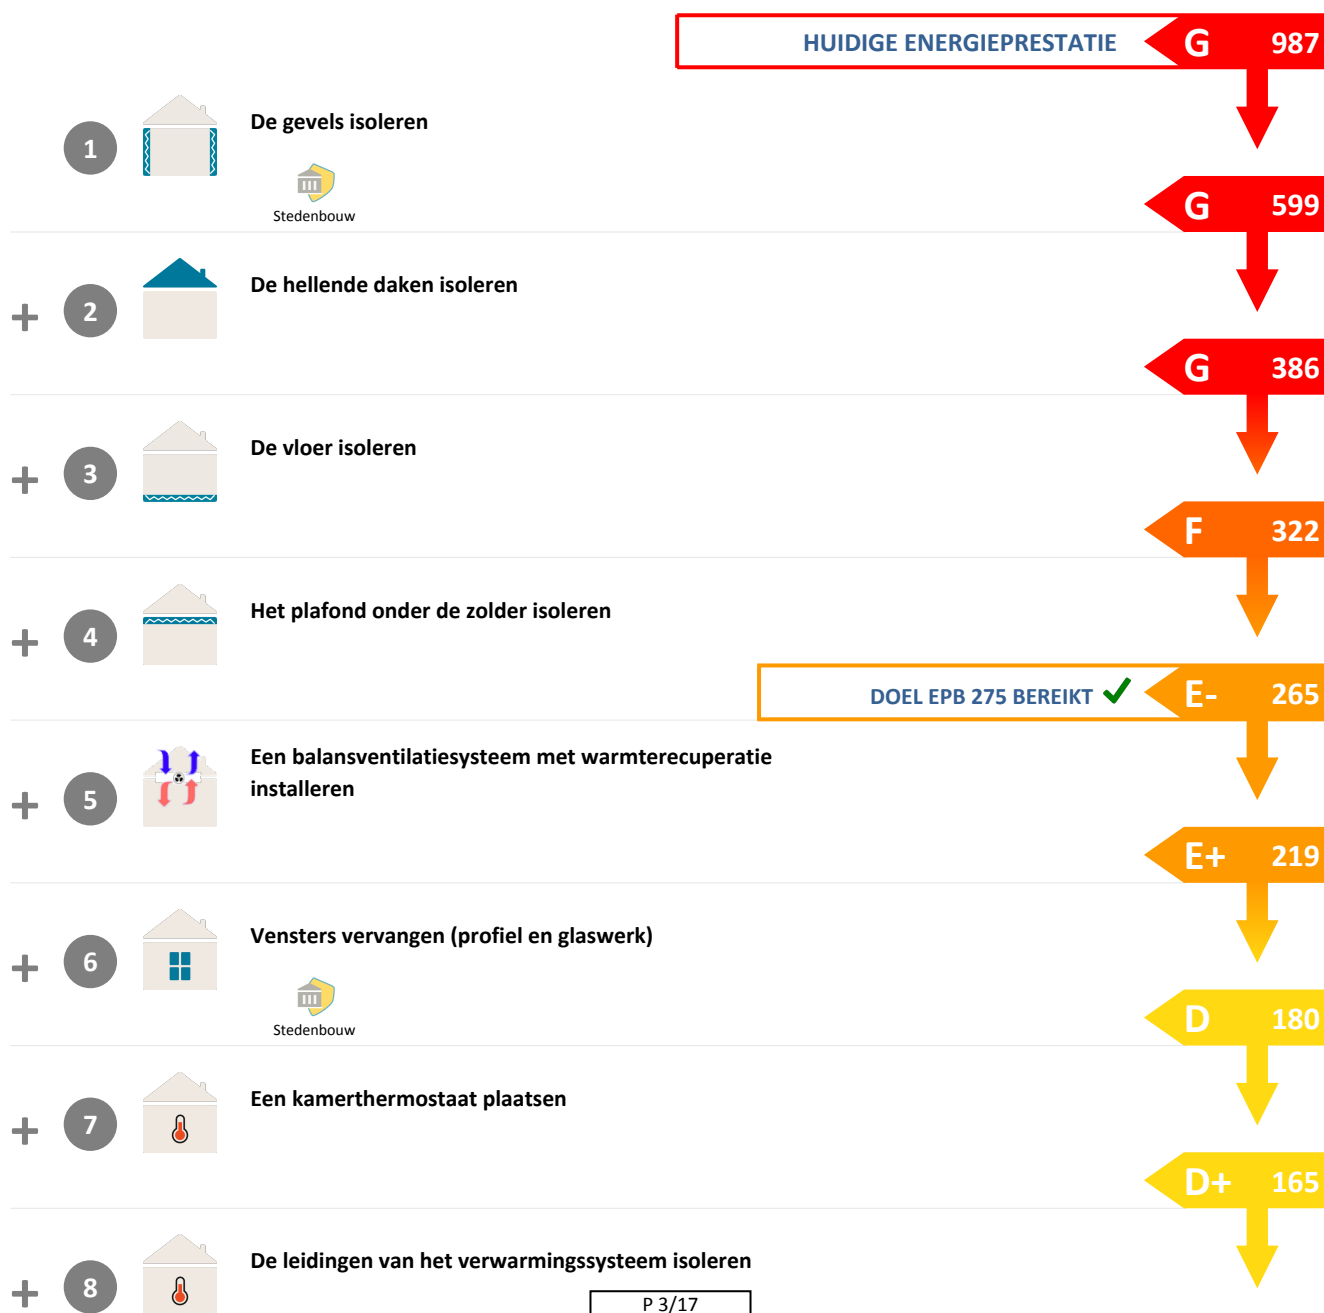 HUIDIGE ENERGIEPRESTATIE G 987
1 De gevels isoleren
Stedenbouw
G 599
+ 2 De hellende daken isoleren
G 386
+ 3 De vloer isoleren
F 322
+ 4 Het plafond onder de zolder isoleren
DOEL EPB 275 BEREIKT ✔ E- 265
+ 5 Een balansventilatiesysteem met warmterecuperatie
installeren
E+ 219
+ 6 Vensters vervangen (profiel en glaswerk)
Stedenbouw
D 180
+ 7 Een kamerthermostaat plaatsen
D+ 165
+ 8 De leidingen van het verwarmingssysteem isoleren
P 3/17